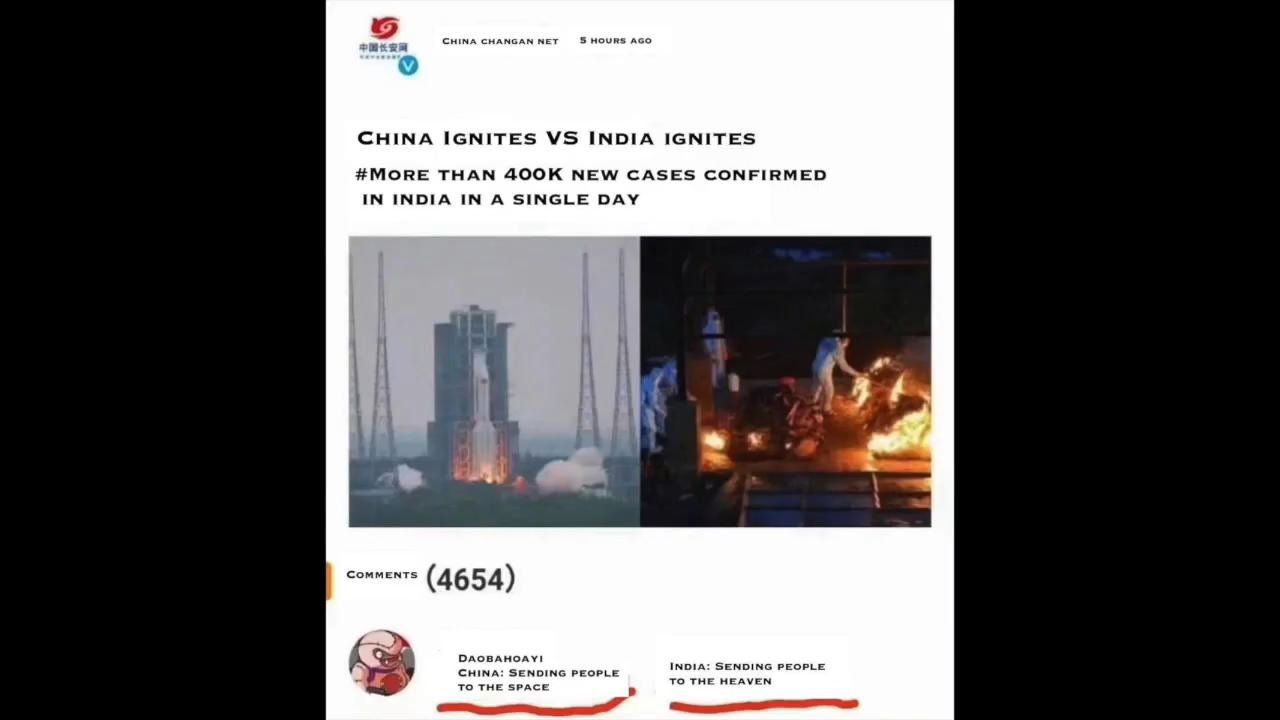 中国长安网
CHINA CHANGAN NET 5 HOURS AGO
CHINA IGNITES VS INDIA IGNITES
#MORE THAN 400K NEW CASES CONFIRMED
IN INDIA IN A SINGLE DAY
COMMENTS (4654)
DAOBAHOAYI
CHINA: SENDING PEOPLE
TO THE SPACE
INDIA: SENDING PEOPLE
TO THE HEAVEN